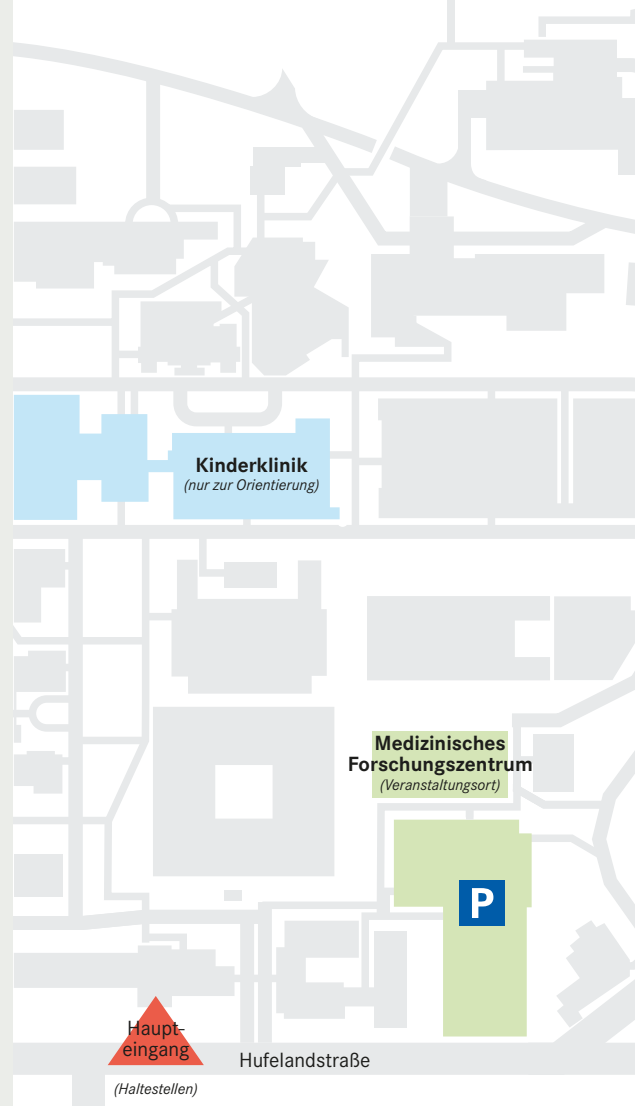 Kinderklinik
(nur zur Orientierung)
Medizinisches
Forschungszentrum
(Veranstaltungsort)
P
Haupt-
eingang
Hufelandstraße
(Haltestellen)